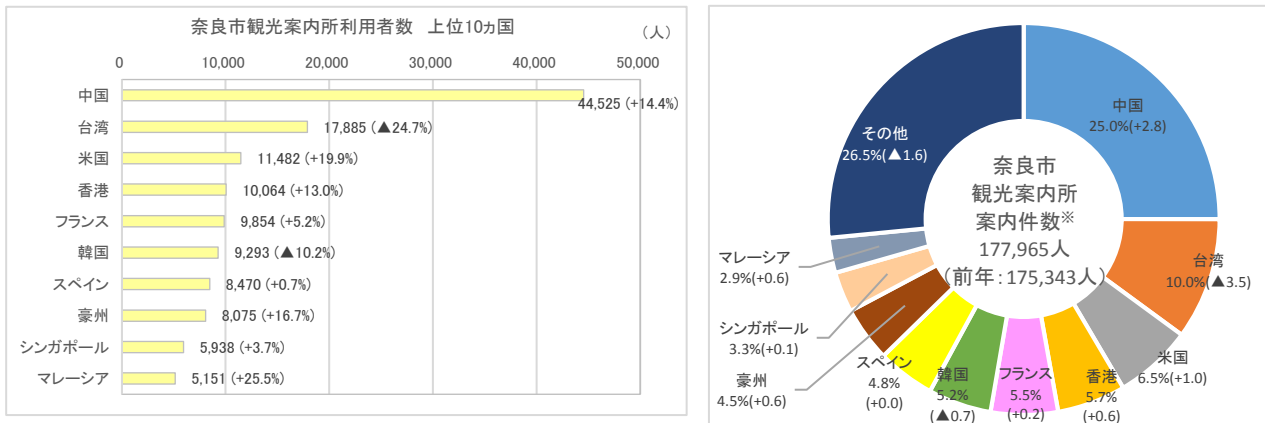 奈良市観光案内所利用者数 上位10ヵ国
(人)
0 10,000 20,000 30,000 40,000 50,000
中国 44,525 (+14.4%)
台湾 17,885 (▲24.7%)
米国 11,482 (+19.9%)
香港 10,064 (+13.0%)
フランス 9,854 (+5.2%)
韓国 9,293 (▲10.2%)
スペイン 8,470 (+0.7%)
豪州 8,075 (+16.7%)
シンガポール 5,938 (+3.7%)
マレーシア 5,151 (+25.5%)
奈良市
観光案内所
案内件数※
177,965人
(前年:175,343人)
中国
25.0%(+2.8)
台湾
10.0%(▲3.5)
米国
6.5%(+1.0)
香港
5.7%
(+0.6)
フランス
5.5%
(+0.2)
韓国
5.2%
(▲0.7)
スペイン
4.8%
(+0.0)
豪州
4.5%(+0.6)
シンガポール
3.3%(+0.1)
マレーシア
2.9%(+0.6)
その他
26.5%(▲1.6)